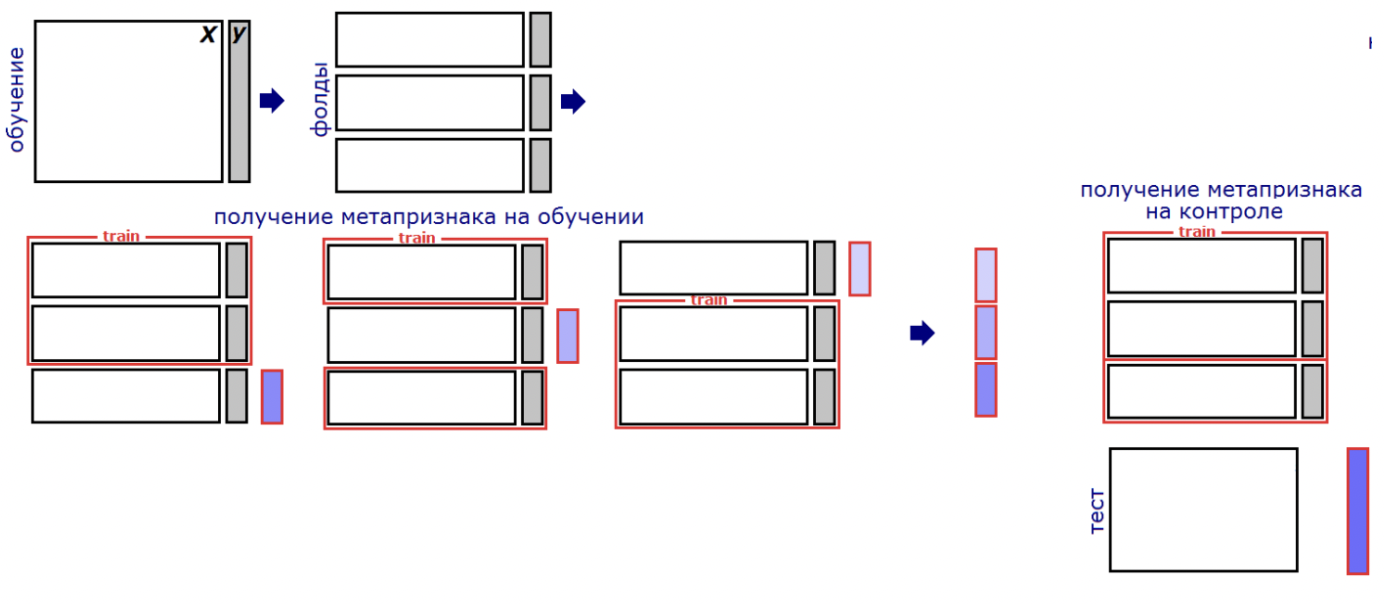 X y
обучение
фолды
получение метапризнака на обучении
train
train
train
получение метапризнака
на контроле
train
тест